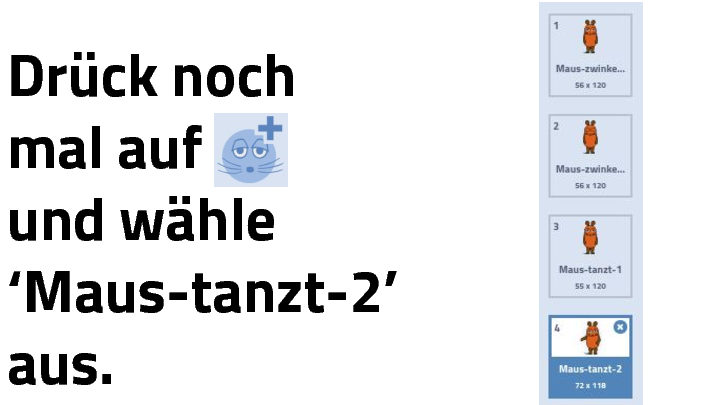 Drück noch
mal auf
und wähle
‘Maus-tanzt-2’
aus.
1
Maus-zwinke...
56 x 120
2
Maus-zwinke...
56 x 120
3
Maus-tanzt-1
55 x 120
4
Maus-tanzt-2
72 x 118